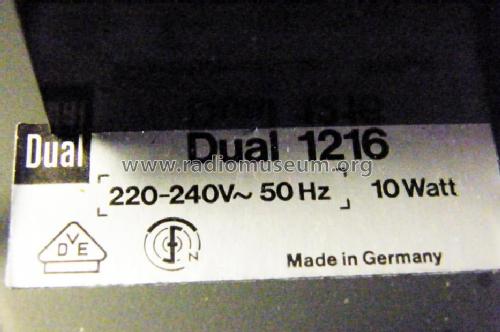 Dual
Dual 1216
www.radiomuseum.org
220-240V~ 50 Hz 10 Watt
VDE
N
Made in Germany